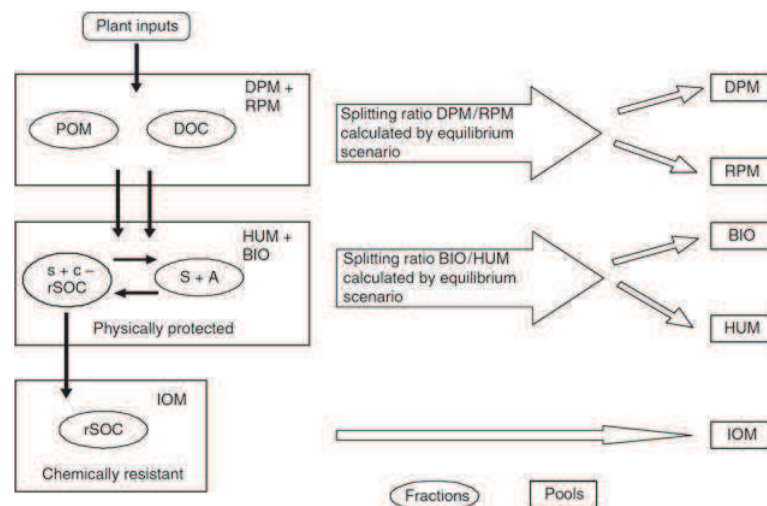 Plant inputs
DPM +
RPM
POM
DOC
Splitting ratio DPM/RPM
calculated by equilibrium
scenario
DPM
RPM
HUM +
BIO
s + c –
rSOC
S + A
Physically protected
Splitting ratio BIO/HUM
calculated by equilibrium
scenario
BIO
HUM
IOM
rSOC
Chemically resistant
IOM
Fractions
Pools